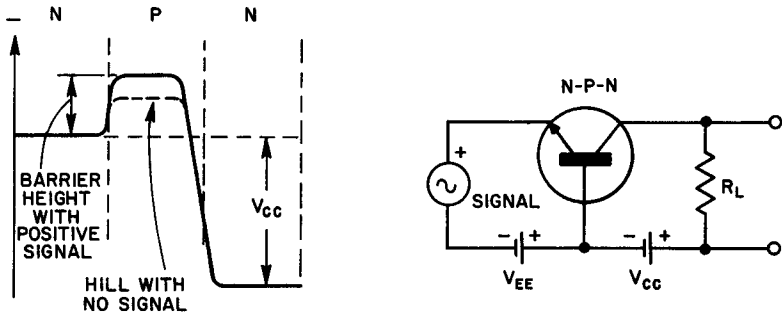 N P N
−
BARRIER
HEIGHT
WITH
POSITIVE
SIGNAL
HILL WITH
NO SIGNAL
VCC
N-P-N
+
SIGNAL
RL
− +
− +
VEE
VCC